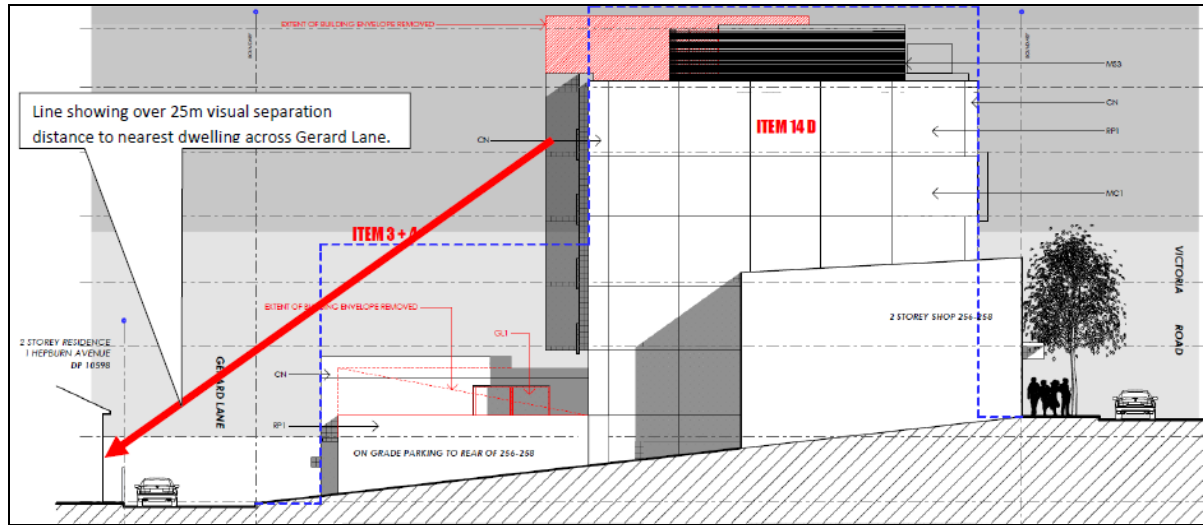 EXTENT OF BUILDING ENVELOPE REMOVED
BOUNDARY
BOUNDARY
MS3
Line showing over 25m visual separation
distance to nearest dwelling across Gerard Lane.
CN
CN
ITEM 14 D
RP1
MC1
ITEM 3 + 4
EXTENT OF BUILDING ENVELOPE REMOVED
GL1
2 STOREY SHOP 256-258
VICTORIA
ROAD
2 STOREY RESIDENCE
1 HEPBURN AVENUE
DP 10598
GERARD LANE
CN
RP1
ON GRADE PARKING TO REAR OF 256-258